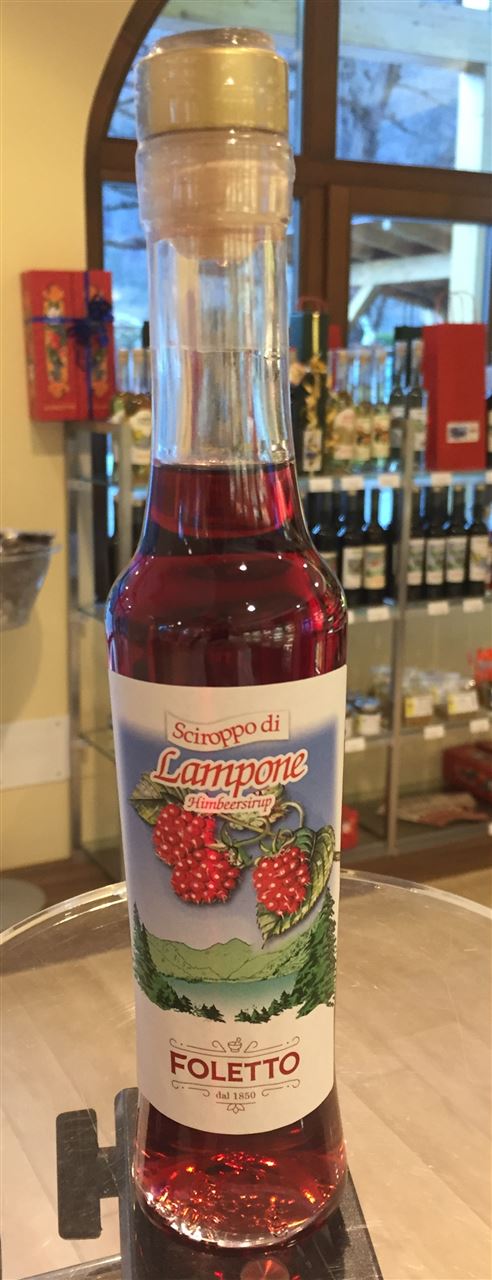 Sciroppo di
Lampone
Himbeersirup
FOLETTO
dal 1850